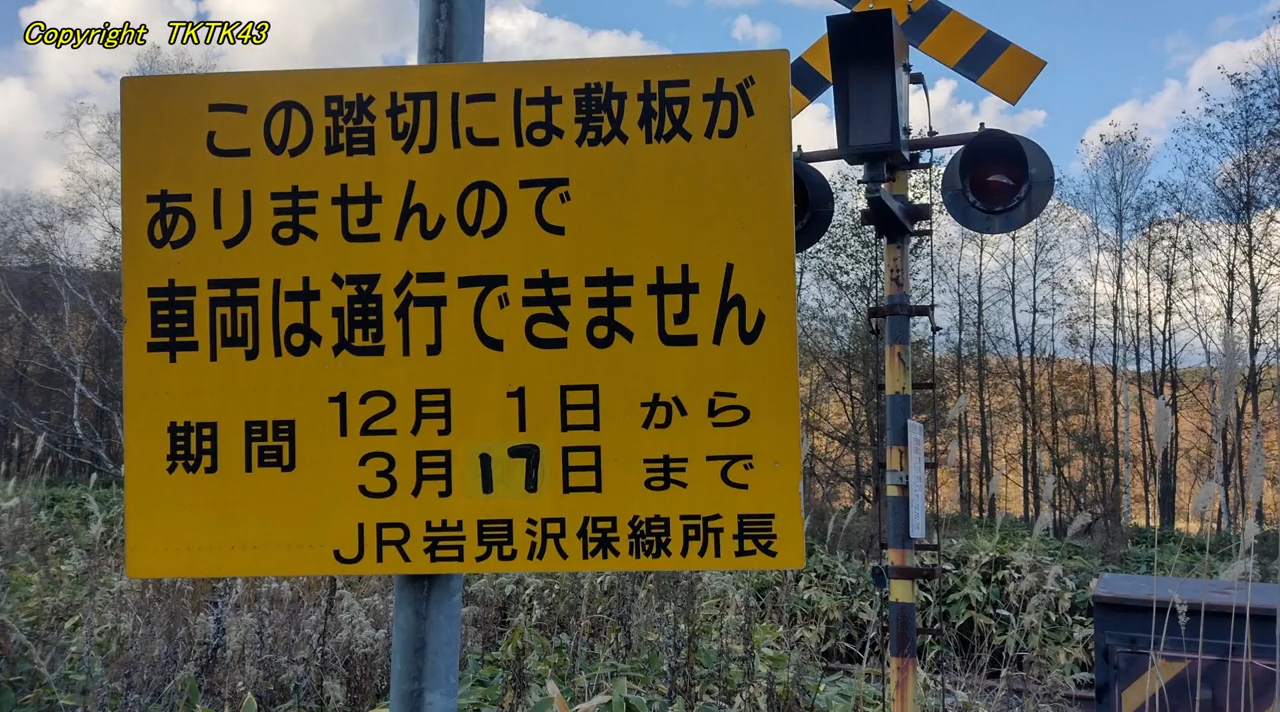 Copyright TKTK43
この踏切には敷板が
ありませんので
車両は通行できません
期間 12月 1日 から
3月 17日 まで
JR岩見沢保線所長